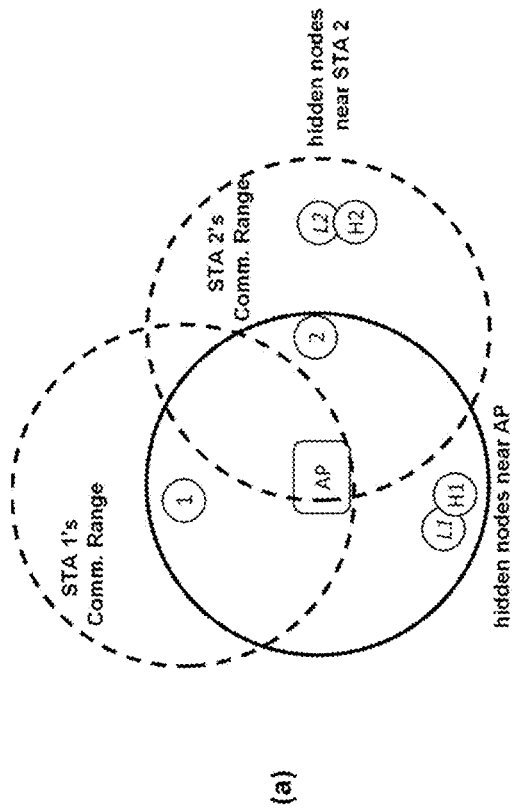 (a)
STA 1's
Comm. Range
STA 2's
Comm. Range
hidden nodes
near STA 2
1
AP
2
L2
H2
L1
H1
hidden nodes near AP